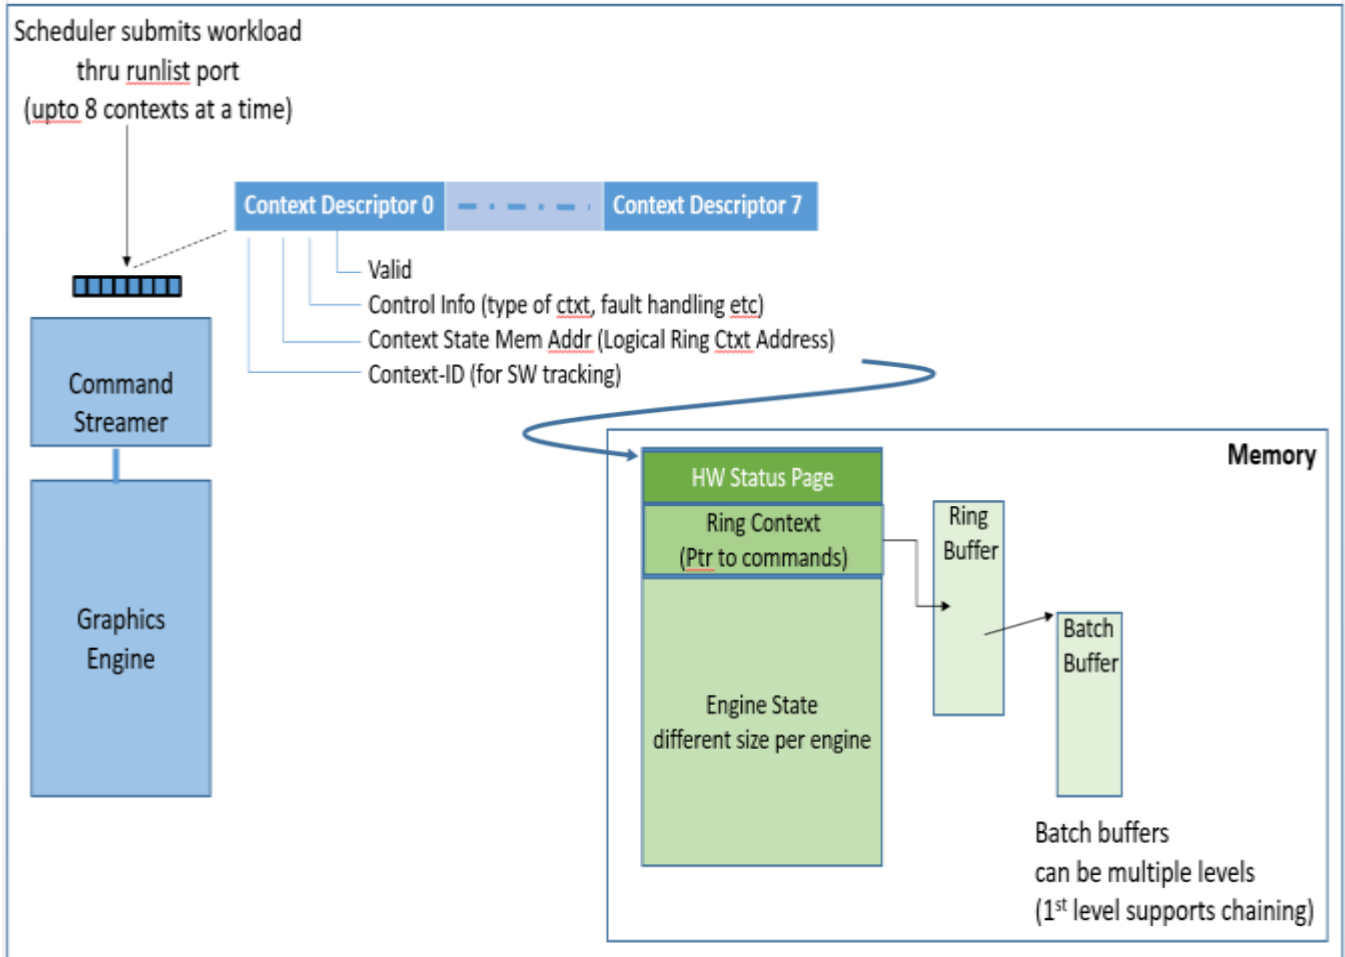 Scheduler submits workload
thru runlist port
(upto 8 contexts at a time)
Context Descriptor 0
Context Descriptor 7
Valid
Control Info (type of ctxt, fault handling etc)
Context State Mem Addr (Logical Ring Ctxt Address)
Context-ID (for SW tracking)
Command
Streamer
Graphics
Engine
Memory
HW Status Page
Ring Context
(Ptr to commands)
Engine State
different size per engine
Ring
Buffer
Batch
Buffer
Batch buffers
can be multiple levels
(1st level supports chaining)